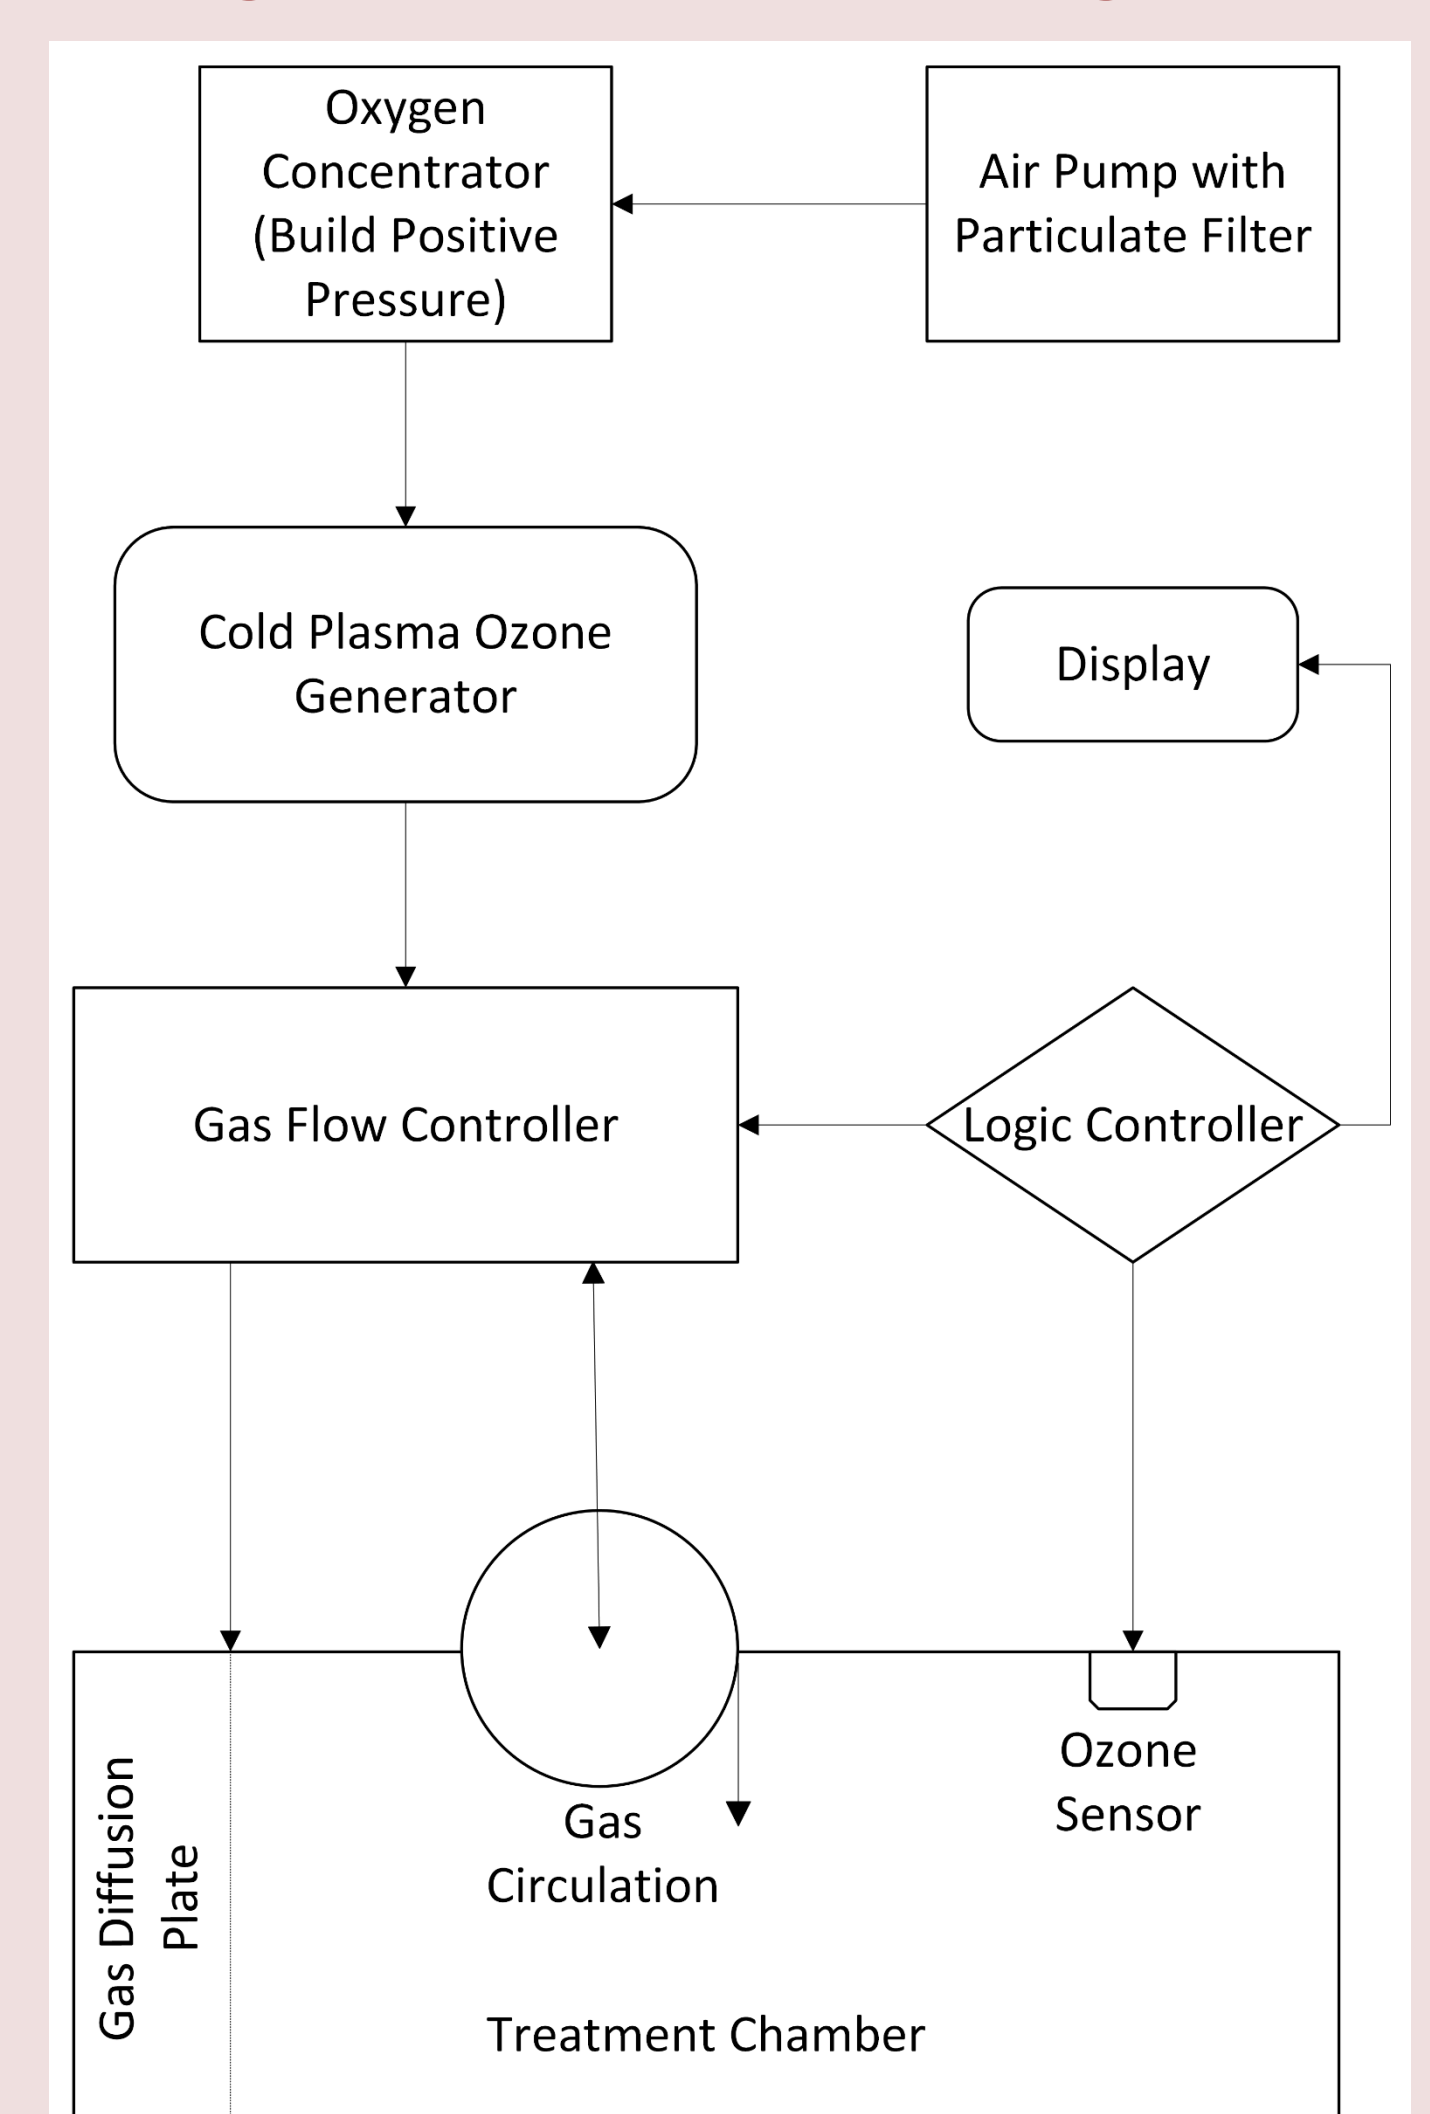 Oxygen
Concentrator
(Build Positive
Pressure)
Air Pump with
Particulate Filter
Cold Plasma Ozone
Generator
Display
Gas Flow Controller
Logic Controller
Gas Diffusion
Plate
Gas
Circulation
Ozone
Sensor
Treatment Chamber